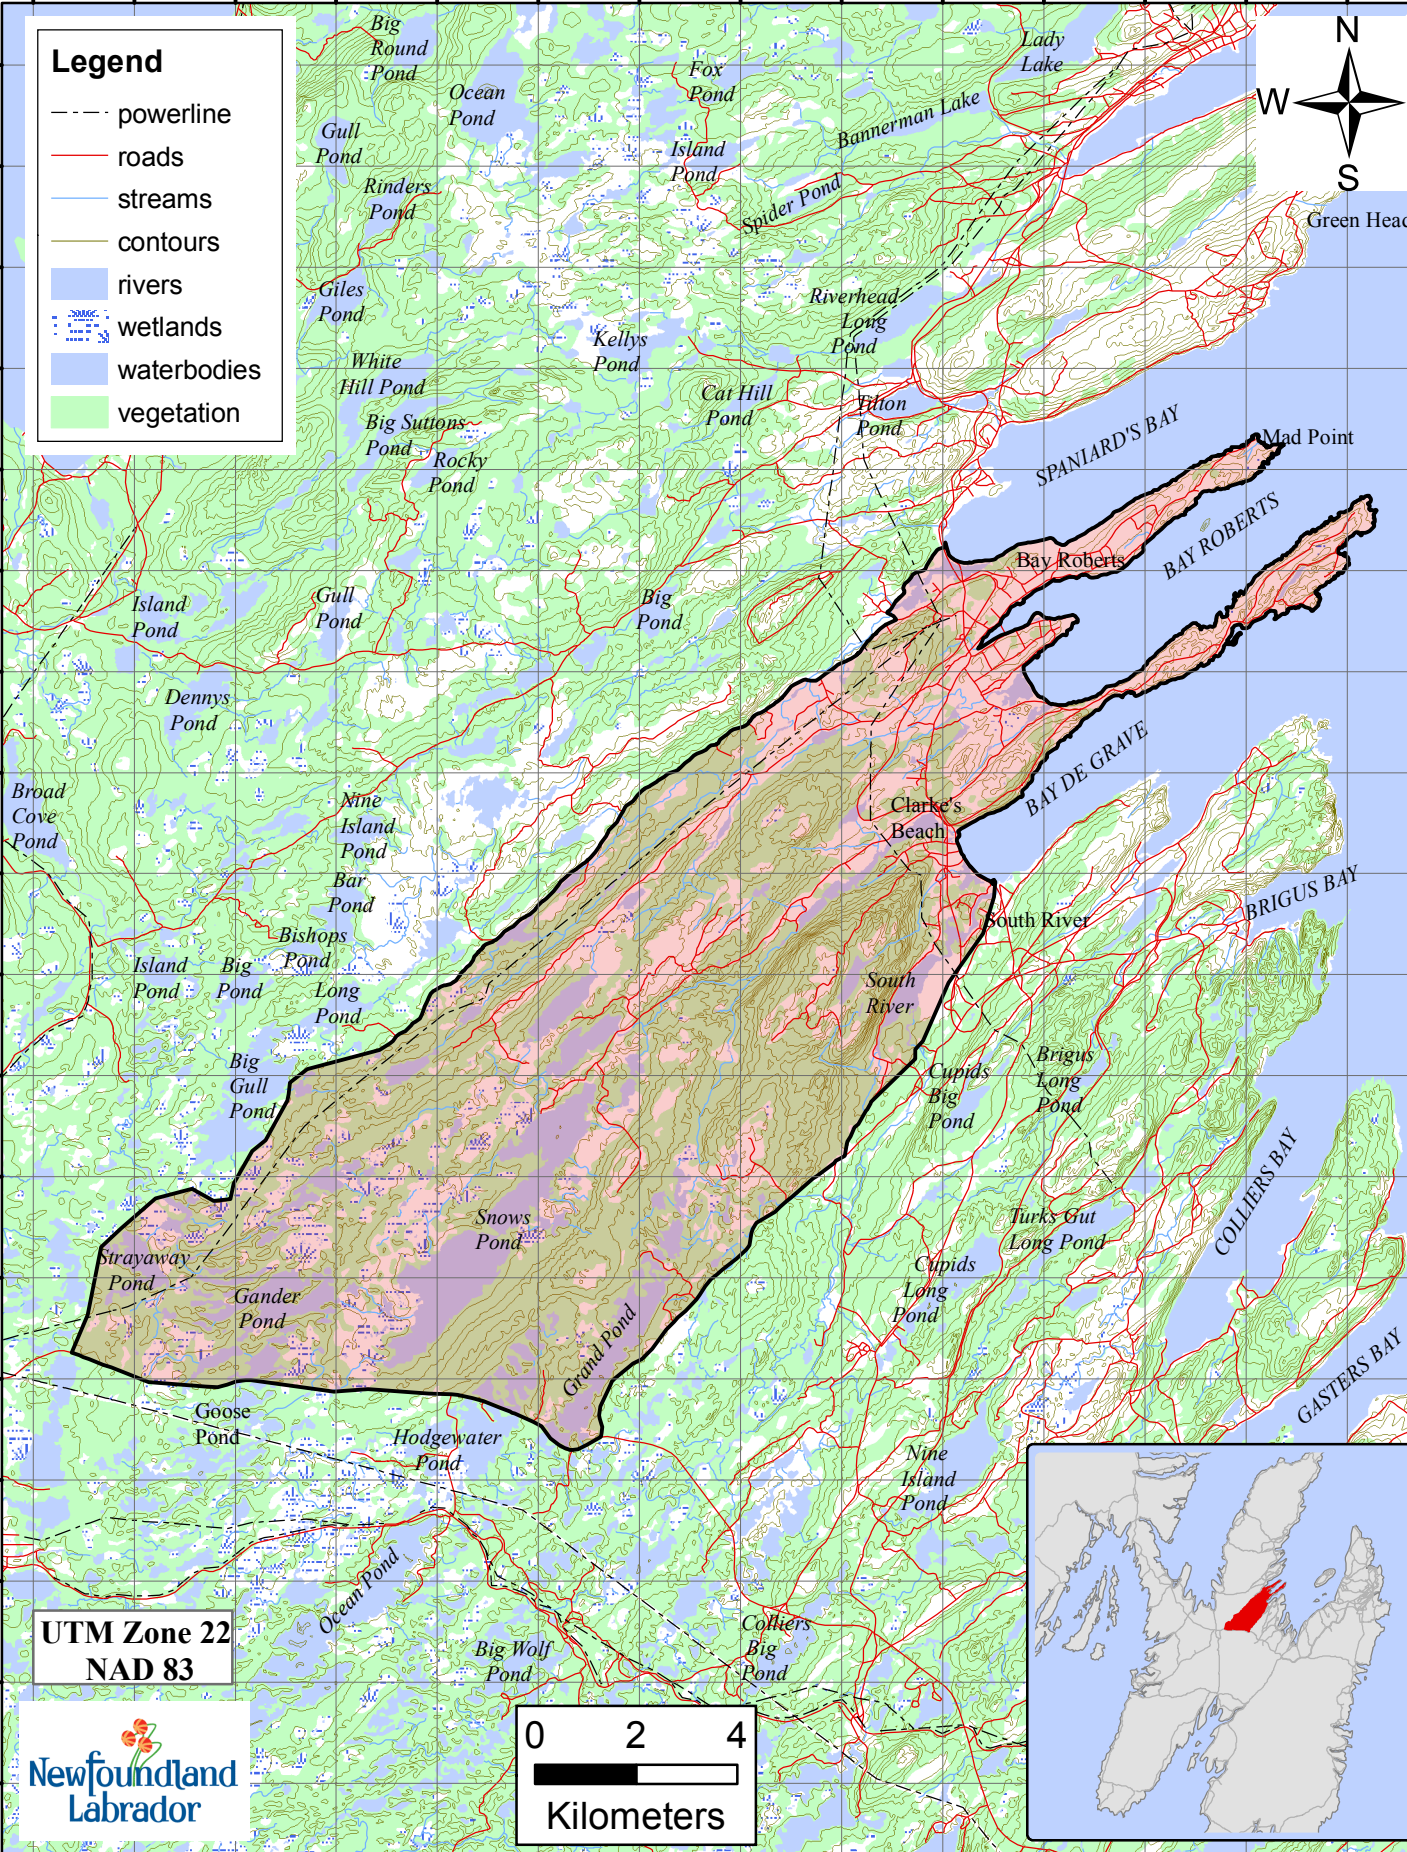 Legend
powerline
roads
streams
contours
rivers
wetlands
waterbodies
vegetation
N
W
S
Big
Round
Pond
Ocean
Pond
Gull
Pond
Rinders
Pond
Fox
Pond
Island
Pond
Lady
Lake
Bannerman Lake
Spider Pond
Green Head
Giles
Pond
Riverhead
Long
Pond
Kellys
Pond
White
Hill Pond
Cat Hill
Pond
Tilton
Pond
Big Suttons
Pond
Rocky
Pond
SPANIARD'S BAY
Mad Point
BAY ROBERTS
Bay Roberts
Island
Pond
Gull
Pond
Big
Pond
Dennys
Pond
BAY DE GRAVE
Broad
Cove
Pond
Nine
Island
Pond
Clarke's
Beach
Bar
Pond
BRIGUS BAY
South River
Bishops
Pond
Island
Pond
Big
Pond
Long
Pond
South
River
Big
Gull
Pond
Cupids
Big
Pond
Brigus
Long
Pond
COLLIERS BAY
Snows
Pond
Turks Gut
Long Pond
Strayaway
Pond
Gander
Pond
Cupids
Long
Pond
Grand Pond
GASTERS BAY
Goose
Pond
Hodgewater
Pond
Nine
Island
Pond
Ocean Pond
Colliers
Big
Pond
Big Wolf
Pond
UTM Zone 22
NAD 83
Newfoundland
Labrador
0 2 4
Kilometers